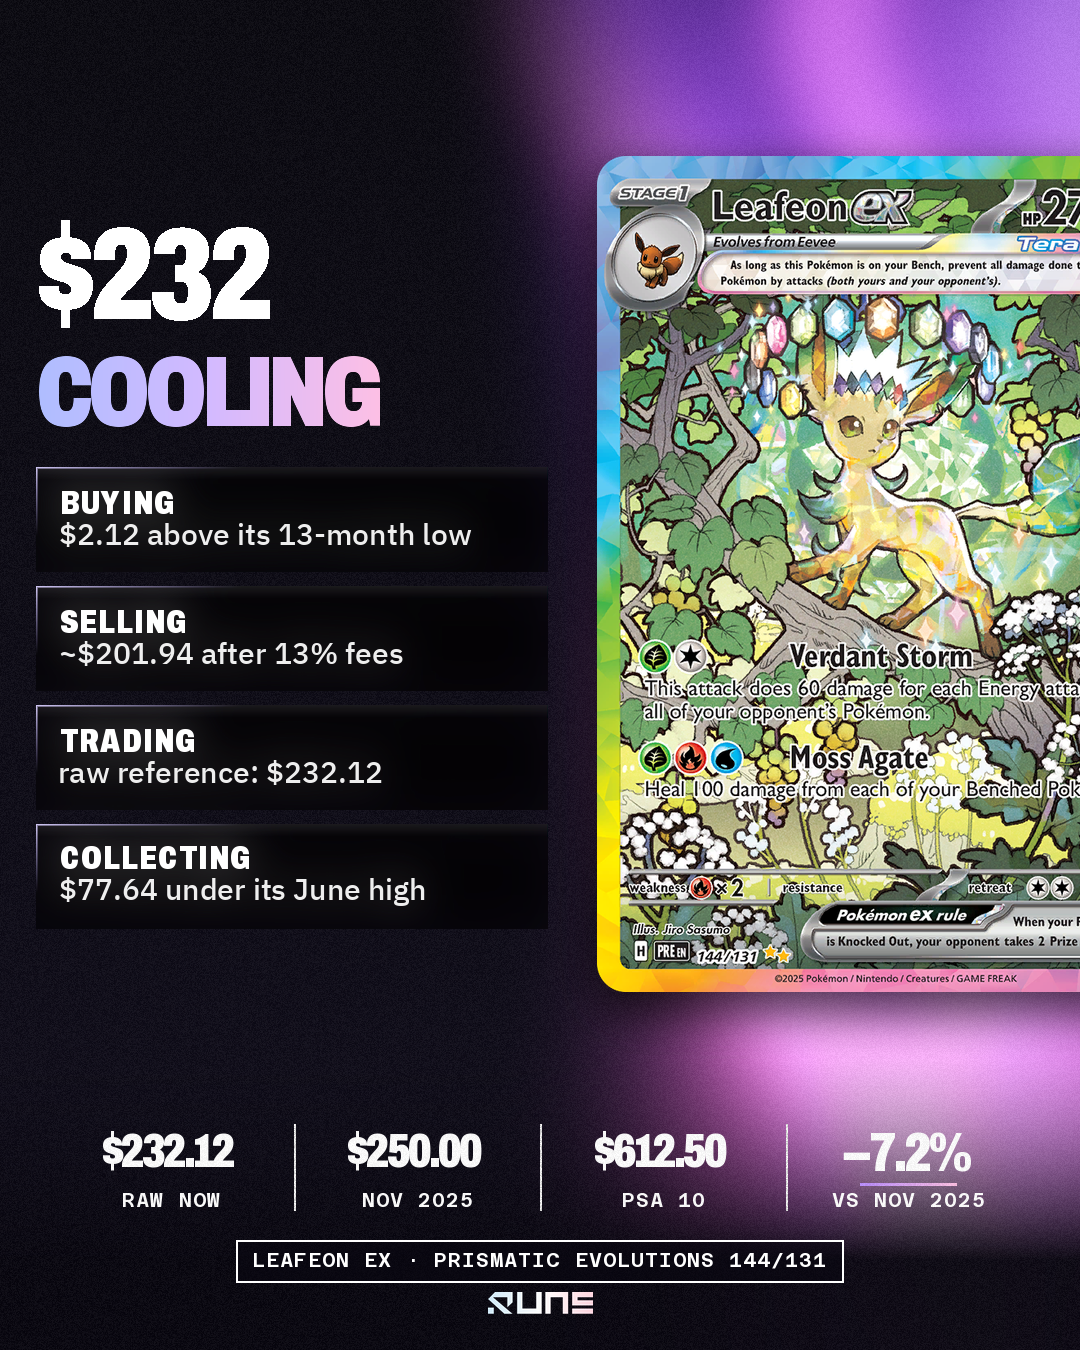 $232
COOLING
BUYING
$2.12 above its 13-month low
SELLING
~$201.94 after 13% fees
TRADING
raw reference: $232.12
COLLECTING
$77.64 under its June high
STAGE1
Leafeon ex
HP 27
Evolves from Eevee
Tera
As long as this Pokémon is on your Bench, prevent all damage done t
Pokémon by attacks (both yours and your opponent's).
Verdant Storm
This attack does 60 damage for each Energy atta
all of your opponent's Pokémon.
Moss Agate
Heal 100 damage from each of your Benched Pok
weakness ×2 resistance retreat
Pokémon ex rule
When your P
is Knocked Out, your opponent takes 2 Prize
Illus. Jiro Sasumo
H PRE EN 144/131
©2025 Pokémon / Nintendo / Creatures / GAME FREAK
$232.12
RAW NOW
$250.00
NOV 2025
$612.50
PSA 10
–7.2%
VS NOV 2025
LEAFEON EX · PRISMATIC EVOLUTIONS 144/131
RUNE